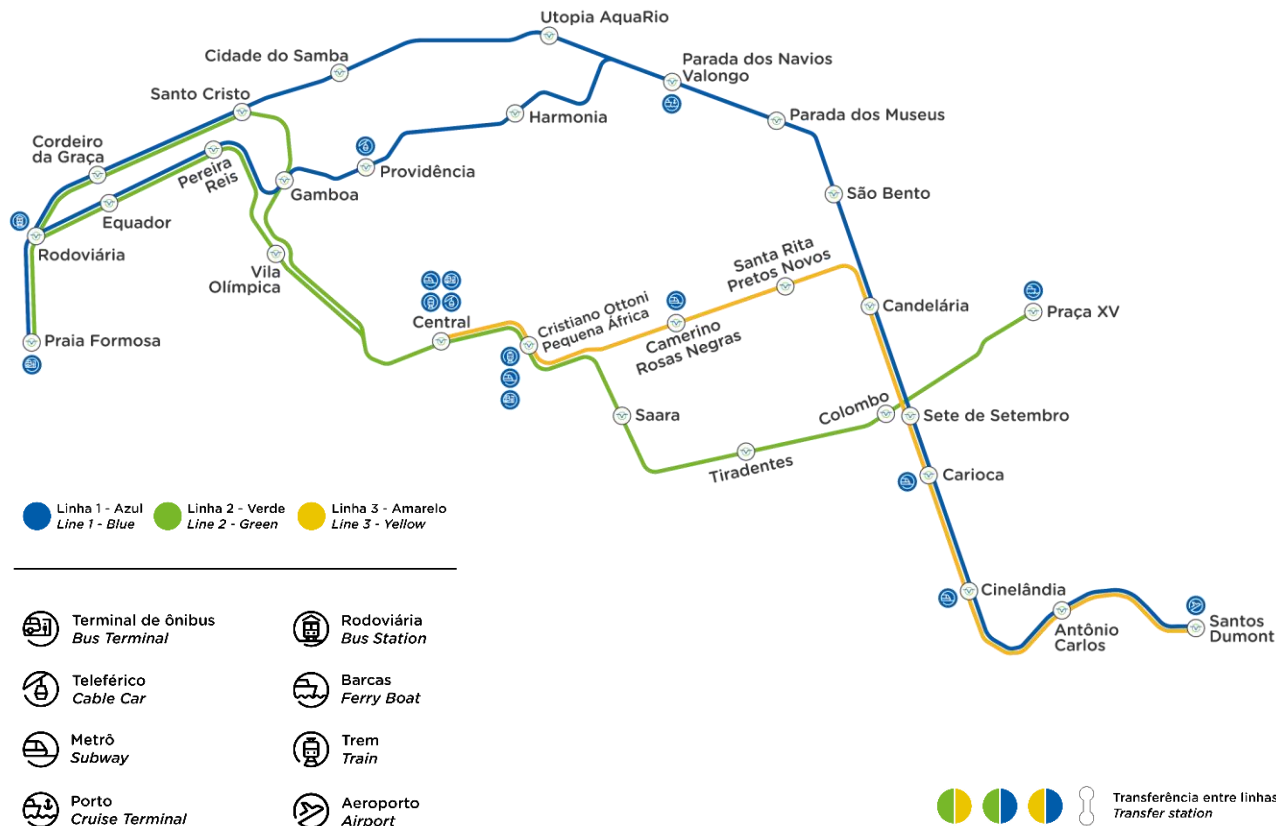 Utopia AquaRio
Cidade do Samba
Parada dos Navios
Valongo
Santo Cristo
Harmonia
Parada dos Museus
Cordeiro
da Graça
Pereira
Reis
Providência
Gamboa
São Bento
Equador
Rodoviária
Vila
Olímpica
Santa Rita
Pretos Novos
Candelária
Praça XV
Central
Cristiano Ottoni
Pequena África
Camerino
Rosas Negras
Praia Formosa
Saara
Colombo
Sete de Setembro
Tiradentes
Carioca
Linha 1 - Azul
Line 1 - Blue
Linha 2 - Verde
Line 2 - Green
Linha 3 - Amarelo
Line 3 - Yellow
Cinelândia
Antônio
Carlos
Santos
Dumont
Terminal de ônibus
Bus Terminal
Rodoviária
Bus Station
Teleférico
Cable Car
Barcas
Ferry Boat
Metrô
Subway
Trem
Train
Porto
Cruise Terminal
Aeroporto
Airport
Transferência entre linhas
Transfer station